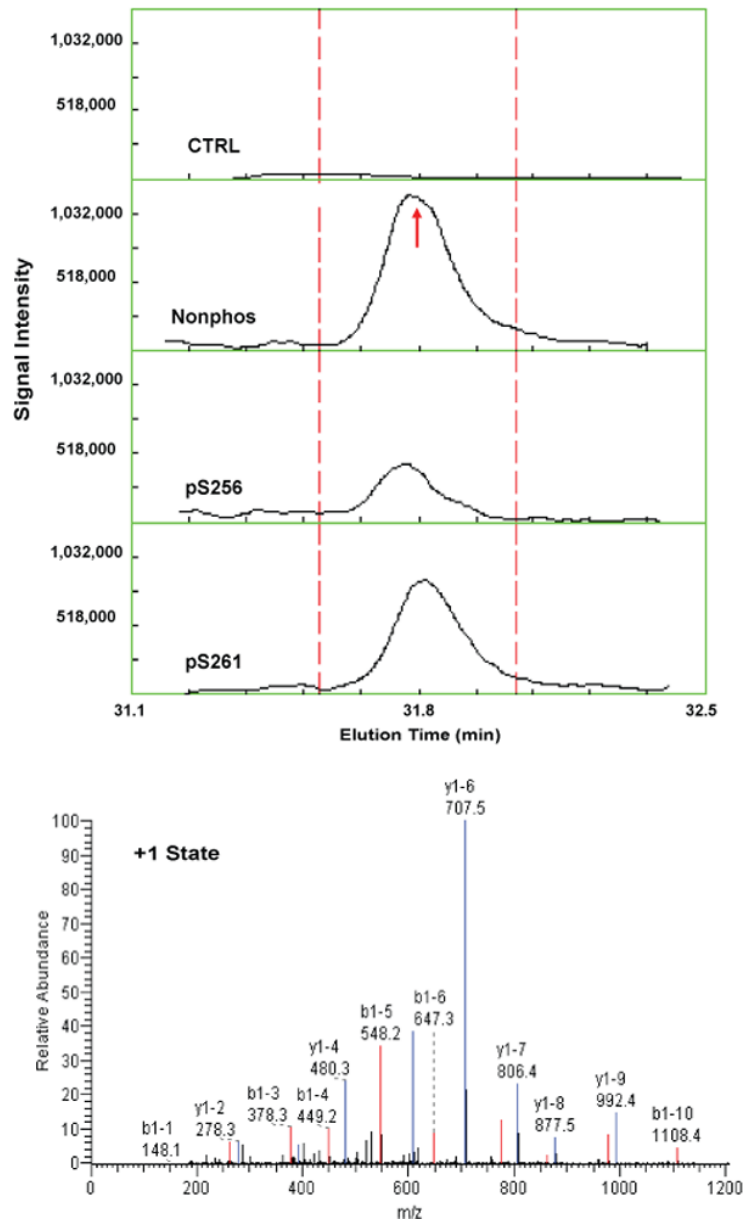 1,032,000
518,000
CTRL
1,032,000
518,000
Nonphos
1,032,000
518,000
pS256
1,032,000
518,000
pS261
Signal Intensity
31.1 31.8 32.5
Elution Time (min)
y1-6
707.5
+1 State
b1-5
548.2
b1-6
647.3
y1-4
480.3
y1-7
806.4
b1-3
378.3
b1-4
449.2
y1-2
278.3
b1-1
148.1
y1-8
877.5
y1-9
992.4
b1-10
1108.4
100
90
80
70
60
50
40
30
20
10
0
Relative Abundance
0 200 400 600 800 1000 1200
m/z